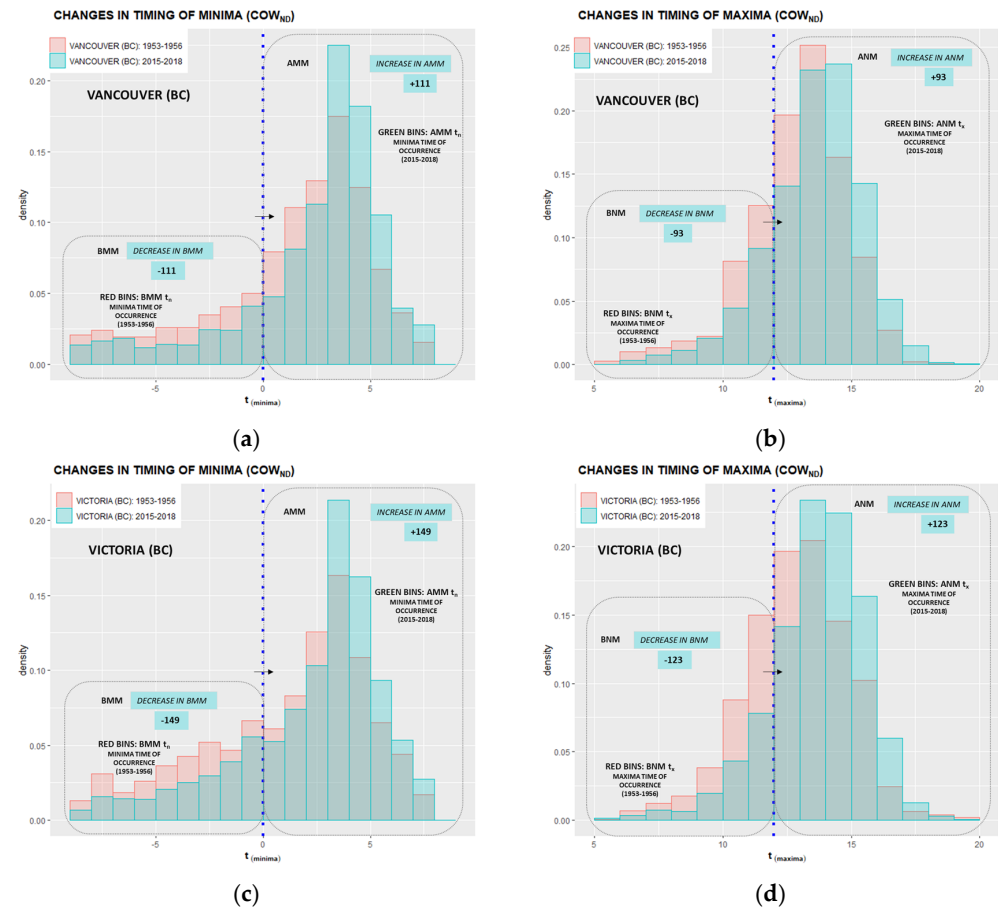 CHANGES IN TIMING OF MINIMA (COW_ND)
VANCOUVER (BC): 1953-1956
VANCOUVER (BC): 2015-2018
VANCOUVER (BC)
AMM
INCREASE IN AMM
+111
GREEN BINS: AMM t_n
MINIMA TIME OF
OCCURRENCE
(2015-2018)
BMM
DECREASE IN BMM
-111
RED BINS: BMM t_n
MINIMA TIME OF
OCCURRENCE
(1953-1956)
density
0.20
0.15
0.10
0.05
0.00
-5
0
5
t (minima)
(a)
CHANGES IN TIMING OF MAXIMA (COW_ND)
VANCOUVER (BC): 1953-1956
VANCOUVER (BC): 2015-2018
VANCOUVER (BC)
ANM
INCREASE IN ANM
+93
GREEN BINS: ANM t_x
MAXIMA TIME OF
OCCURRENCE
(2015-2018)
BNM
DECREASE IN BNM
-93
RED BINS: BNM t_x
MAXIMA TIME OF
OCCURRENCE
(1953-1956)
density
0.25
0.20
0.15
0.10
0.05
0.00
5
10
15
20
t (maxima)
(b)
CHANGES IN TIMING OF MINIMA (COW_ND)
VICTORIA (BC): 1953-1956
VICTORIA (BC): 2015-2018
VICTORIA (BC)
AMM
INCREASE IN AMM
+149
GREEN BINS: AMM t_n
MINIMA TIME OF
OCCURRENCE
(2015-2018)
BMM
DECREASE IN BMM
-149
RED BINS: BMM t_n
MINIMA TIME OF
OCCURRENCE
(1953-1956)
density
0.20
0.15
0.10
0.05
0.00
-5
0
5
t (minima)
(c)
CHANGES IN TIMING OF MAXIMA (COW_ND)
VICTORIA (BC): 1953-1956
VICTORIA (BC): 2015-2018
VICTORIA (BC)
ANM
INCREASE IN ANM
+123
GREEN BINS: ANM t_x
MAXIMA TIME OF
OCCURRENCE
(2015-2018)
BNM
DECREASE IN BNM
-123
RED BINS: BNM t_x
MAXIMA TIME OF
OCCURRENCE
(1953-1956)
density
0.20
0.15
0.10
0.05
0.00
5
10
15
20
t (maxima)
(d)